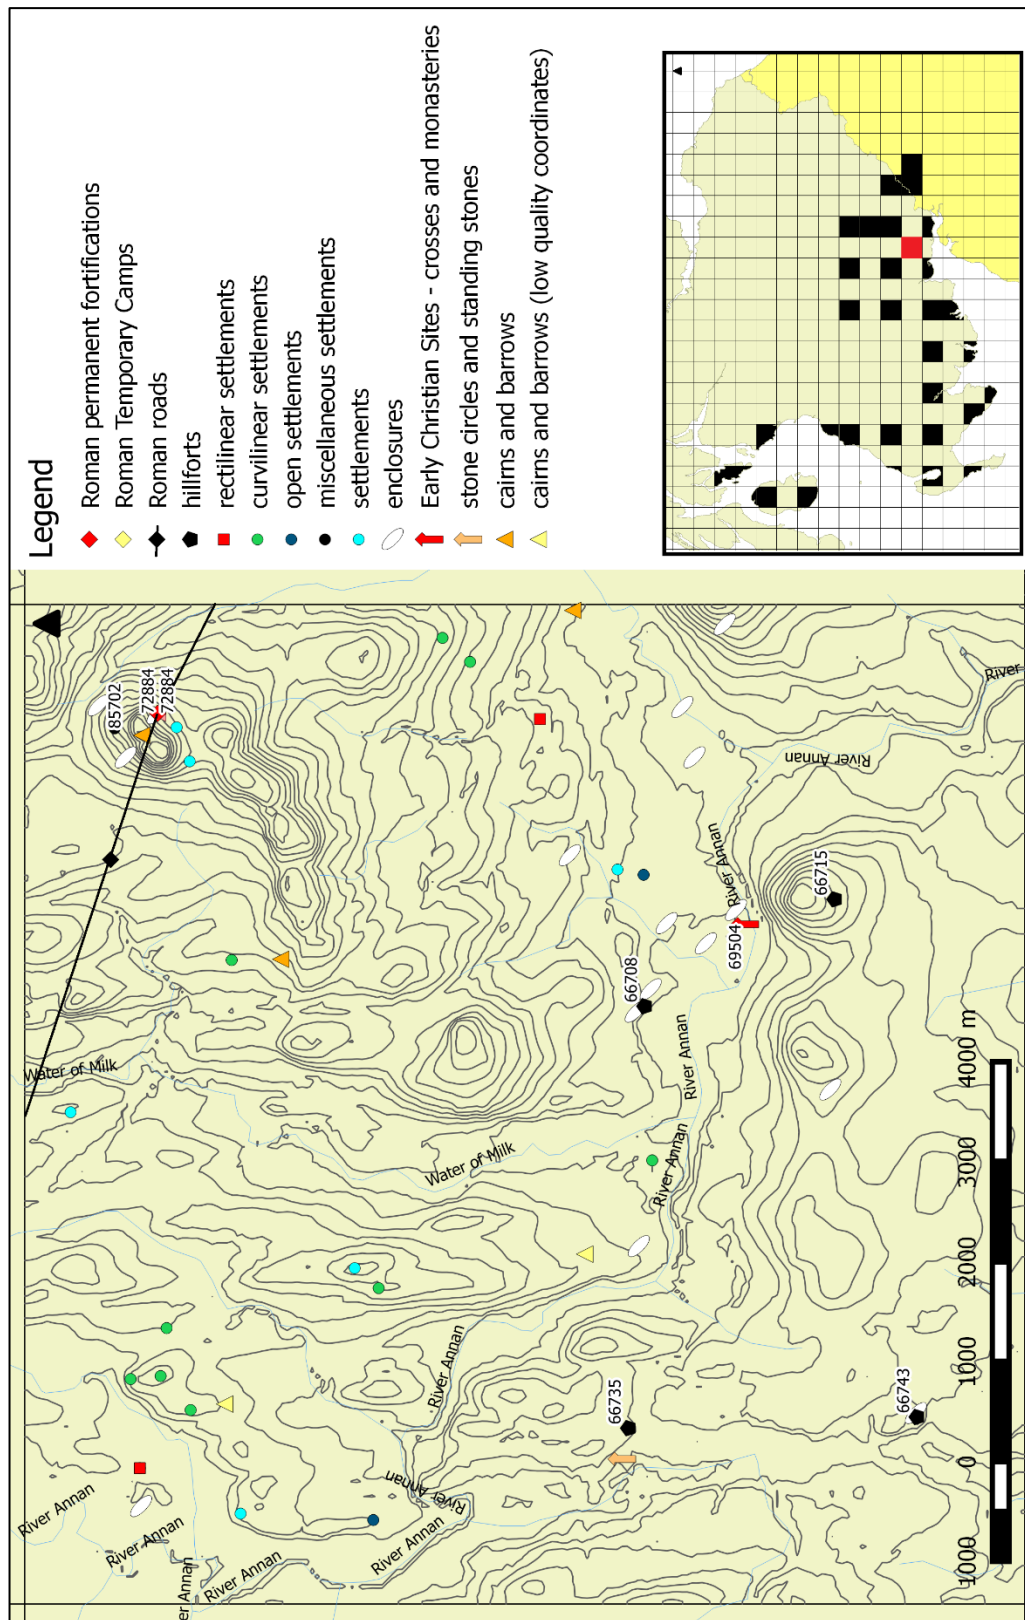 Legend
Roman permanent fortifications
Roman Temporary Camps
Roman roads
hillforts
rectilinear settlements
curvilinear settlements
open settlements
miscellaneous settlements
settlements
enclosures
Early Christian Sites - crosses and monasteries
stone circles and standing stones
cairns and barrows
cairns and barrows (low quality coordinates)
River Annan
River Annan
River Annan
River Annan
River Annan
River Annan
River Annan
Water of Milk
Water of Milk
85702
72884
72884
66708
69504
66715
66735
66743
River Annan
River Annan
River Annan
River Annan
River
1000
0
1000
2000
3000
4000 m